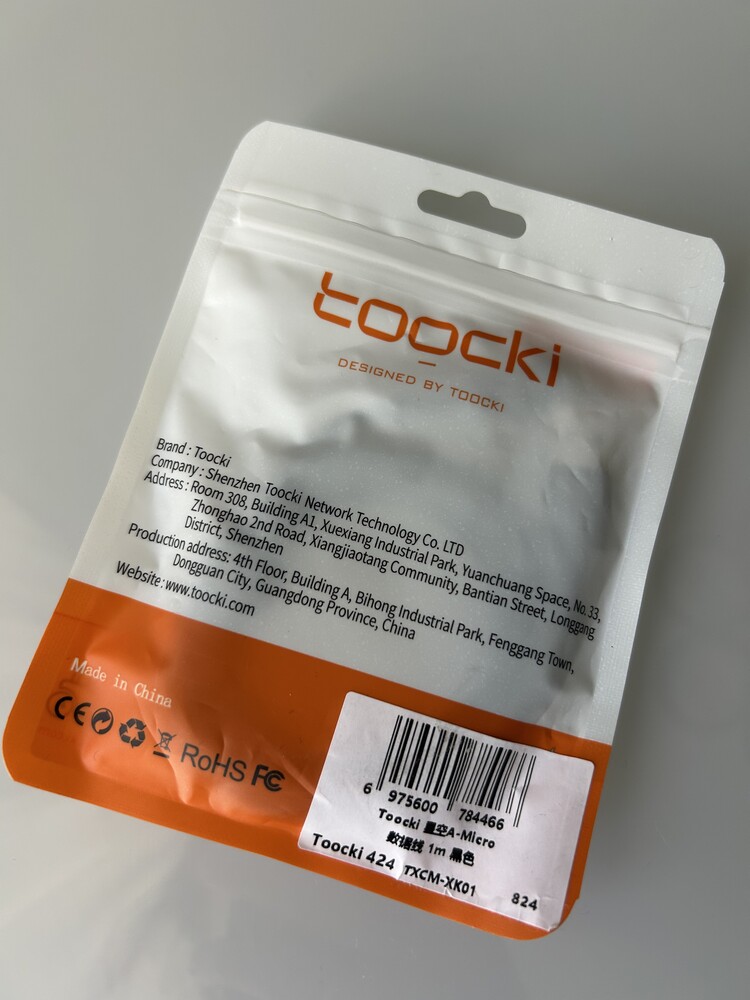 toocki
DESIGNED BY TOOCKI
Brand : Toocki
Company : Shenzhen Toocki Network Technology Co. LTD
Address : Room 308, Building A1, Xuexiang Industrial Park, Yuanchuang Space, No. 33,
Zhonghao 2nd Road, Xiangjiaotang Community, Bantian Street, Longgang
District, Shenzhen
Production address: 4th Floor, Building A, Bihong Industrial Park, Fenggang Town,
Dongguan City, Guangdong Province, China
Website: www.toocki.com
Made in China
CE RoHS FC
6 975600 784466
Toocki 星空A-Micro
数据线 1m 黑色
Toocki 424 TXCM-XK01 824